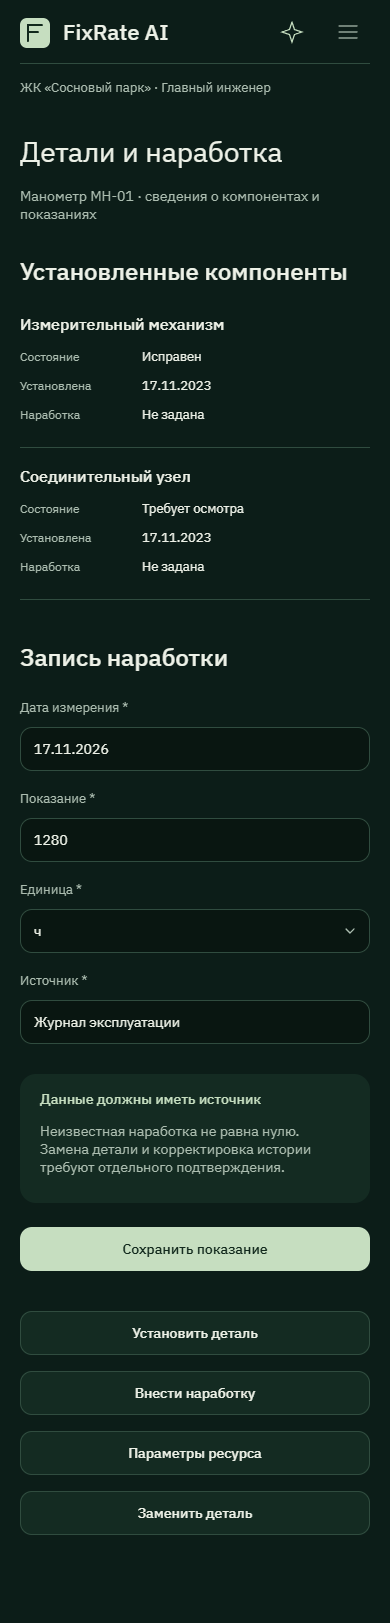 FixRate AI
ЖК «Сосновый парк» · Главный инженер
Детали и наработка
Манометр МН-01 · сведения о компонентах и
показаниях
Установленные компоненты
Измерительный механизм
Состояние Исправен
Установлена 17.11.2023
Наработка Не задана
Соединительный узел
Состояние Требует осмотра
Установлена 17.11.2023
Наработка Не задана
Запись наработки
Дата измерения *
17.11.2026
Показание *
1280
Единица *
ч
Источник *
Журнал эксплуатации
Данные должны иметь источник
Неизвестная наработка не равна нулю.
Замена детали и корректировка истории
требуют отдельного подтверждения.
Сохранить показание
Установить деталь
Внести наработку
Параметры ресурса
Заменить деталь